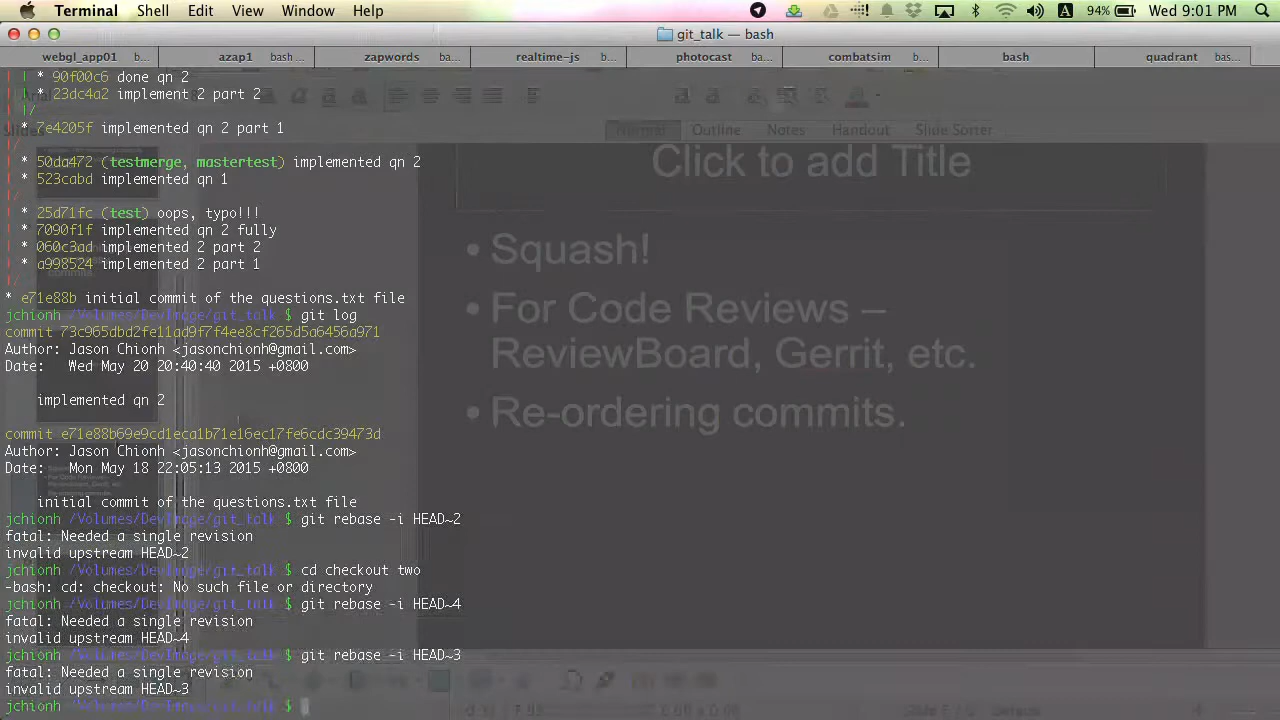 Terminal Shell Edit View Window Help 94% Wed 9:01 PM
git_talk — bash
webgl_app01 b... azap1 bash... zapwords ba... realtime-js b... photocast ba... combatsim b... bash quadrant bas...
| | * 90f00c6 done qn 2
| | * 23dc4a2 implement 2 part 2
| |/
| * 7e4205f implemented qn 2 part 1
|/
| * 50da472 (testmerge, mastertest) implemented qn 2
| * 523cabd implemented qn 1
|/
| * 25d71fc (test) oops, typo!!!
| * 7090f1f implemented qn 2 fully
| * 060c3ad implemented 2 part 2
| * a998524 implemented 2 part 1
|/
* e71e88b initial commit of the questions.txt file
jchionh /Volumes/DevImage/git_talk $ git log
commit 73c965dbd2fe11ad9f7f4ee8cf265d5a6456a971
Author: Jason Chionh <jasonchionh@gmail.com>
Date: Wed May 20 20:40:40 2015 +0800
implemented qn 2
commit e71e88b69e9cd1eca1b71e16ec17fe6cdc39473d
Author: Jason Chionh <jasonchionh@gmail.com>
Date: Mon May 18 22:05:13 2015 +0800
initial commit of the questions.txt file
jchionh /Volumes/DevImage/git_talk $ git rebase -i HEAD~2
fatal: Needed a single revision
invalid upstream HEAD~2
jchionh /Volumes/DevImage/git_talk $ cd checkout two
-bash: cd: checkout: No such file or directory
jchionh /Volumes/DevImage/git_talk $ git rebase -i HEAD~4
fatal: Needed a single revision
invalid upstream HEAD~4
jchionh /Volumes/DevImage/git_talk $ git rebase -i HEAD~3
fatal: Needed a single revision
invalid upstream HEAD~3
jchionh /Volumes/DevImage/git_talk $
Normal Outline Notes Handout Slide Sorter
Click to add Title
• Squash!
• For Code Reviews –
ReviewBoard, Gerrit, etc.
• Re-ordering commits.